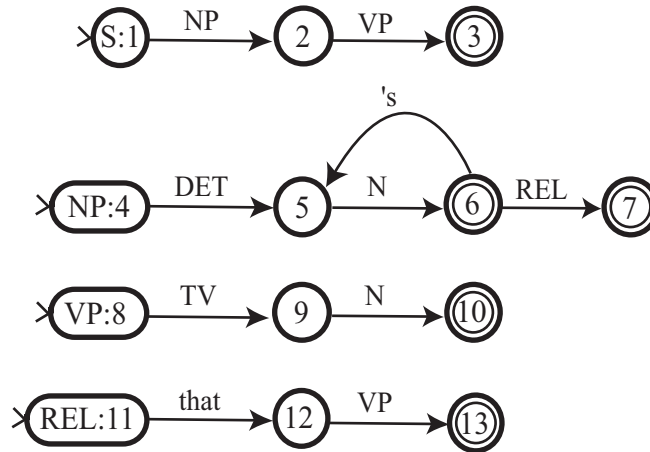 S:1 NP 2 VP 3
's
NP:4 DET 5 N 6 REL 7
VP:8 TV 9 N 10
REL:11 that 12 VP 13